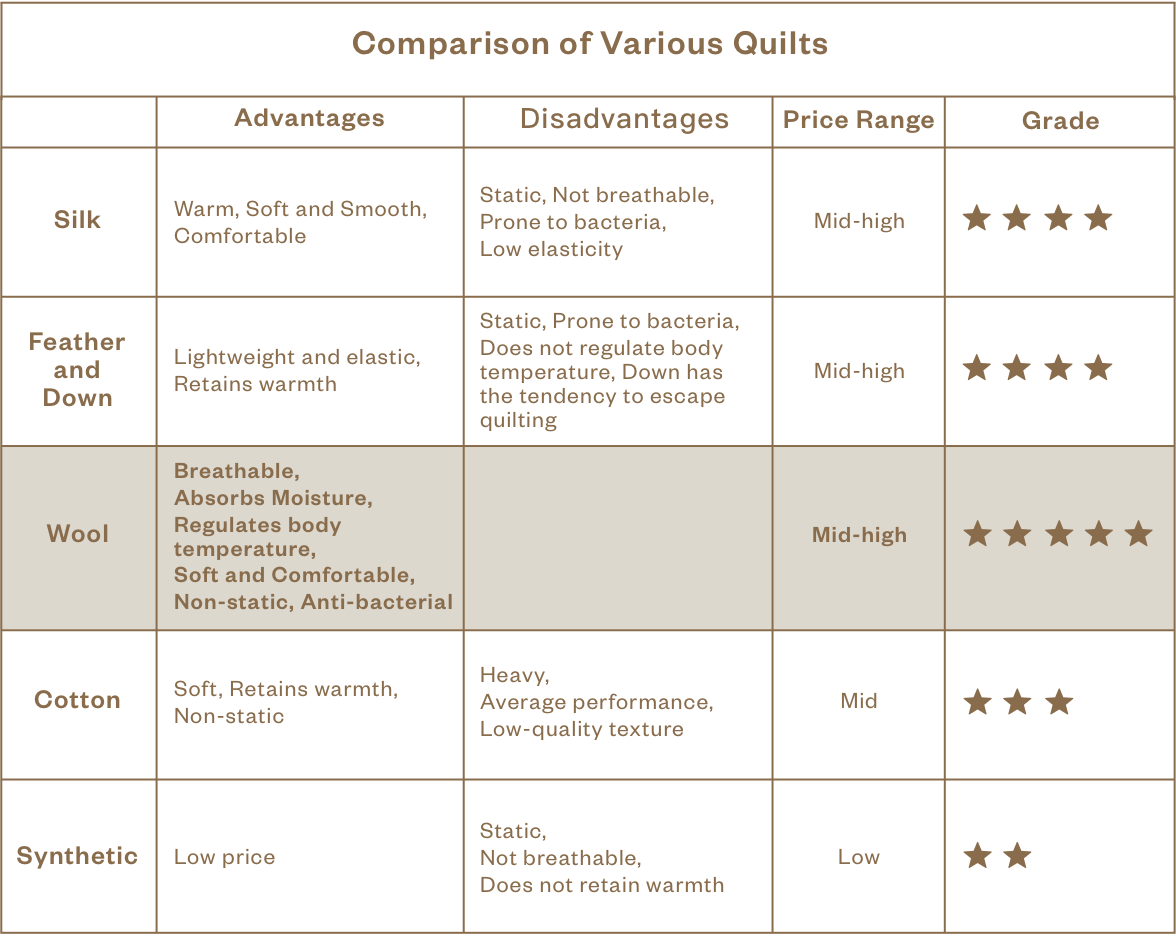 Comparison of Various Quilts
Advantages
Disadvantages
Price Range
Grade
Silk
Warm, Soft and Smooth,
Comfortable
Static, Not breathable,
Prone to bacteria,
Low elasticity
Mid-high
Feather
and
Down
Lightweight and elastic,
Retains warmth
Static, Prone to bacteria,
Does not regulate body
temperature, Down has
the tendency to escape
quilting
Mid-high
Wool
Breathable,
Absorbs Moisture,
Regulates body
temperature,
Soft and Comfortable,
Non-static, Anti-bacterial
Mid-high
Cotton
Soft, Retains warmth,
Non-static
Heavy,
Average performance,
Low-quality texture
Mid
Synthetic
Low price
Static,
Not breathable,
Does not retain warmth
Low